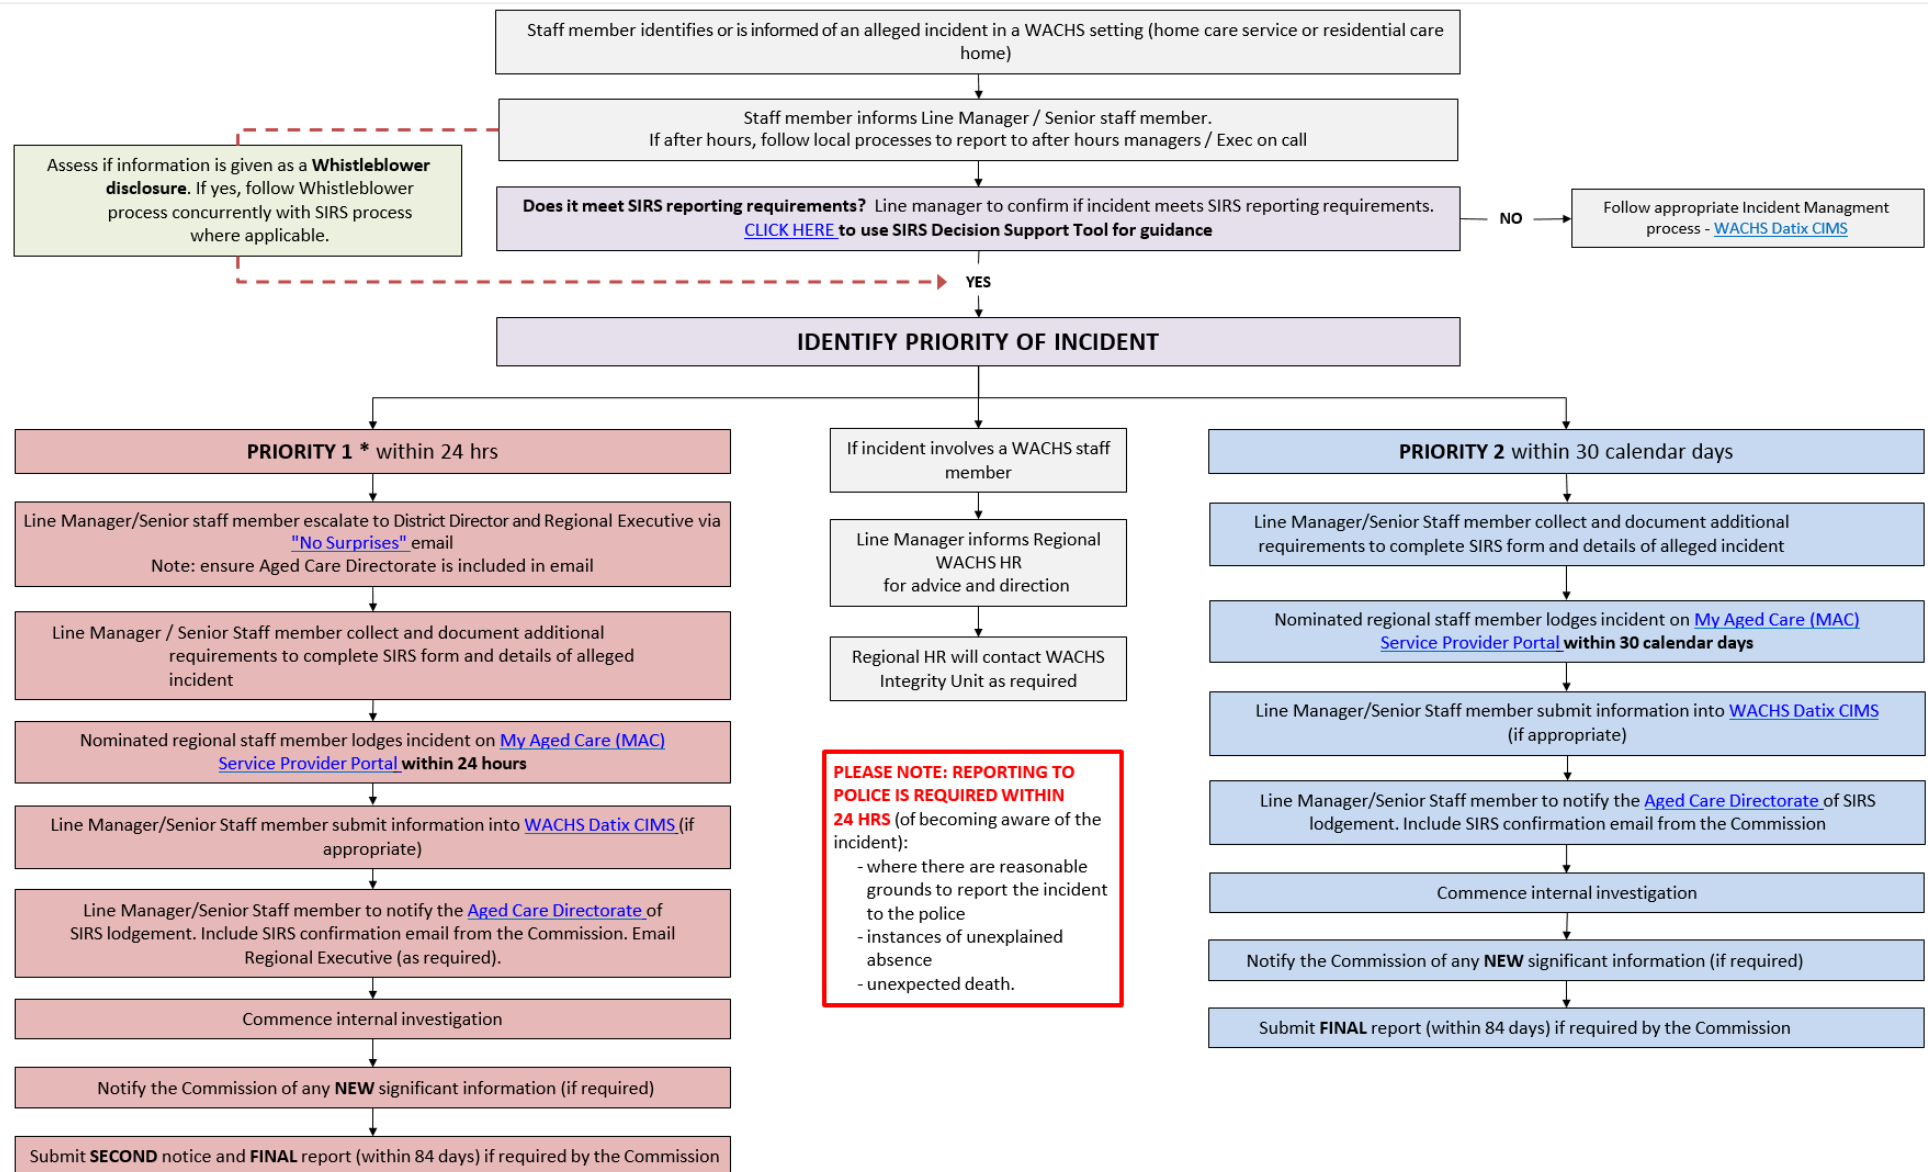 Staff member identifies or is informed of an alleged incident in a WACHS setting (home care service or residential care
home)
Staff member informs Line Manager / Senior staff member.
If after hours, follow local processes to report to after hours managers / Exec on call
Assess if information is given as a Whistleblower
disclosure. If yes, follow Whistleblower
process concurrently with SIRS process
where applicable.
Does it meet SIRS reporting requirements? Line manager to confirm if incident meets SIRS reporting requirements.
CLICK HERE to use SIRS Decision Support Tool for guidance
NO
Follow appropriate Incident Managment
process - WACHS Datix CIMS
YES
IDENTIFY PRIORITY OF INCIDENT
PRIORITY 1 * within 24 hrs
Line Manager/Senior staff member escalate to District Director and Regional Executive via
"No Surprises" email
Note: ensure Aged Care Directorate is included in email
Line Manager / Senior Staff member collect and document additional
requirements to complete SIRS form and details of alleged
incident
Nominated regional staff member lodges incident on My Aged Care (MAC)
Service Provider Portal within 24 hours
Line Manager/Senior Staff member submit information into WACHS Datix CIMS (if
appropriate)
Line Manager/Senior Staff member to notify the Aged Care Directorate of
SIRS lodgement. Include SIRS confirmation email from the Commission. Email
Regional Executive (as required).
Commence internal investigation
Notify the Commission of any NEW significant information (if required)
Submit SECOND notice and FINAL report (within 84 days) if required by the Commission
If incident involves a WACHS staff
member
Line Manager informs Regional
WACHS HR
for advice and direction
Regional HR will contact WACHS
Integrity Unit as required
PLEASE NOTE: REPORTING TO
POLICE IS REQUIRED WITHIN
24 HRS (of becoming aware of the
incident):
- where there are reasonable
grounds to report the incident
to the police
- instances of unexplained
absence
- unexpected death.
PRIORITY 2 within 30 calendar days
Line Manager/Senior Staff member collect and document additional
requirements to complete SIRS form and details of alleged incident
Nominated regional staff member lodges incident on My Aged Care (MAC)
Service Provider Portal within 30 calendar days
Line Manager/Senior Staff member submit information into WACHS Datix CIMS
(if appropriate)
Line Manager/Senior Staff member to notify the Aged Care Directorate of SIRS
lodgement. Include SIRS confirmation email from the Commission
Commence internal investigation
Notify the Commission of any NEW significant information (if required)
Submit FINAL report (within 84 days) if required by the Commission